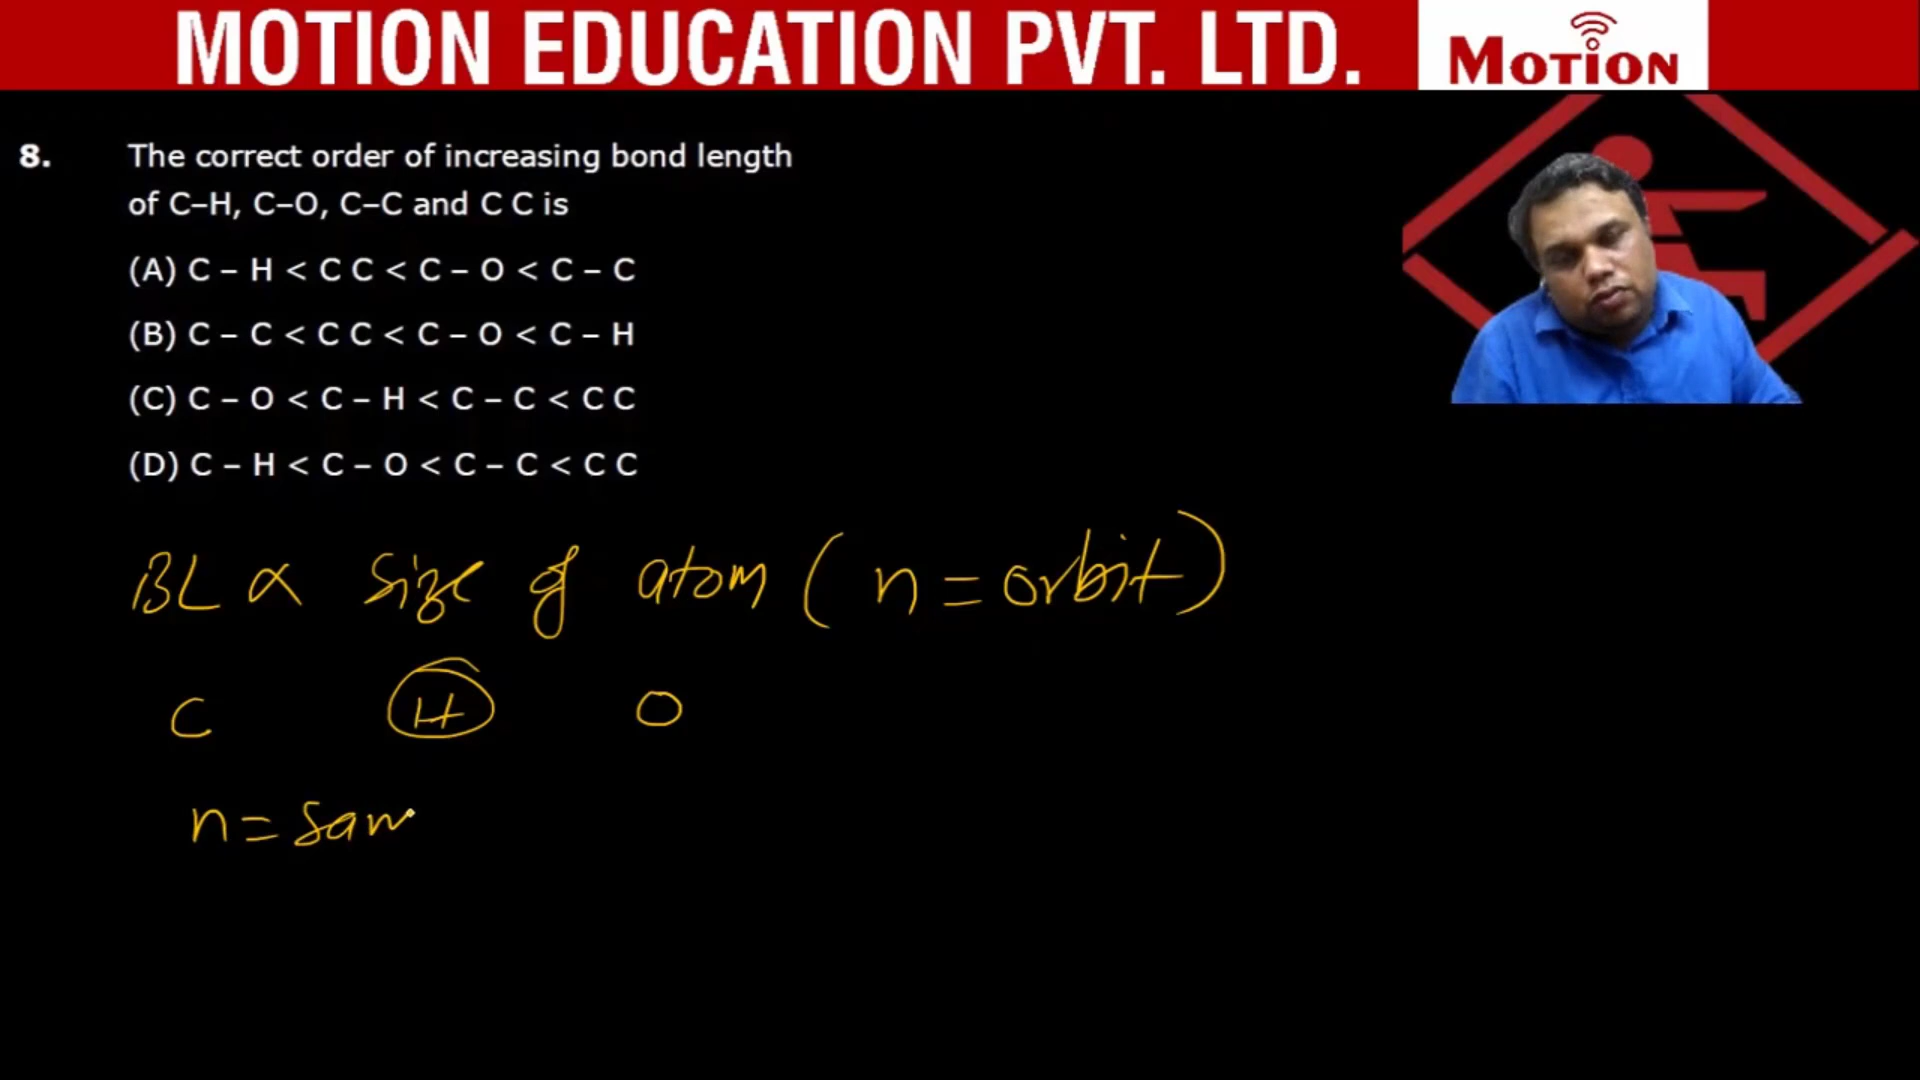 MOTION EDUCATION PVT. LTD.
MOTION
8. The correct order of increasing bond length
of C–H, C–O, C–C and C C is
(A) C – H < C C < C – O < C – C
(B) C – C < C C < C – O < C – H
(C) C – O < C – H < C – C < C C
(D) C – H < C – O < C – C < C C
BL ∝ Size of atom ( n = orbit )
C H O
n = Sam